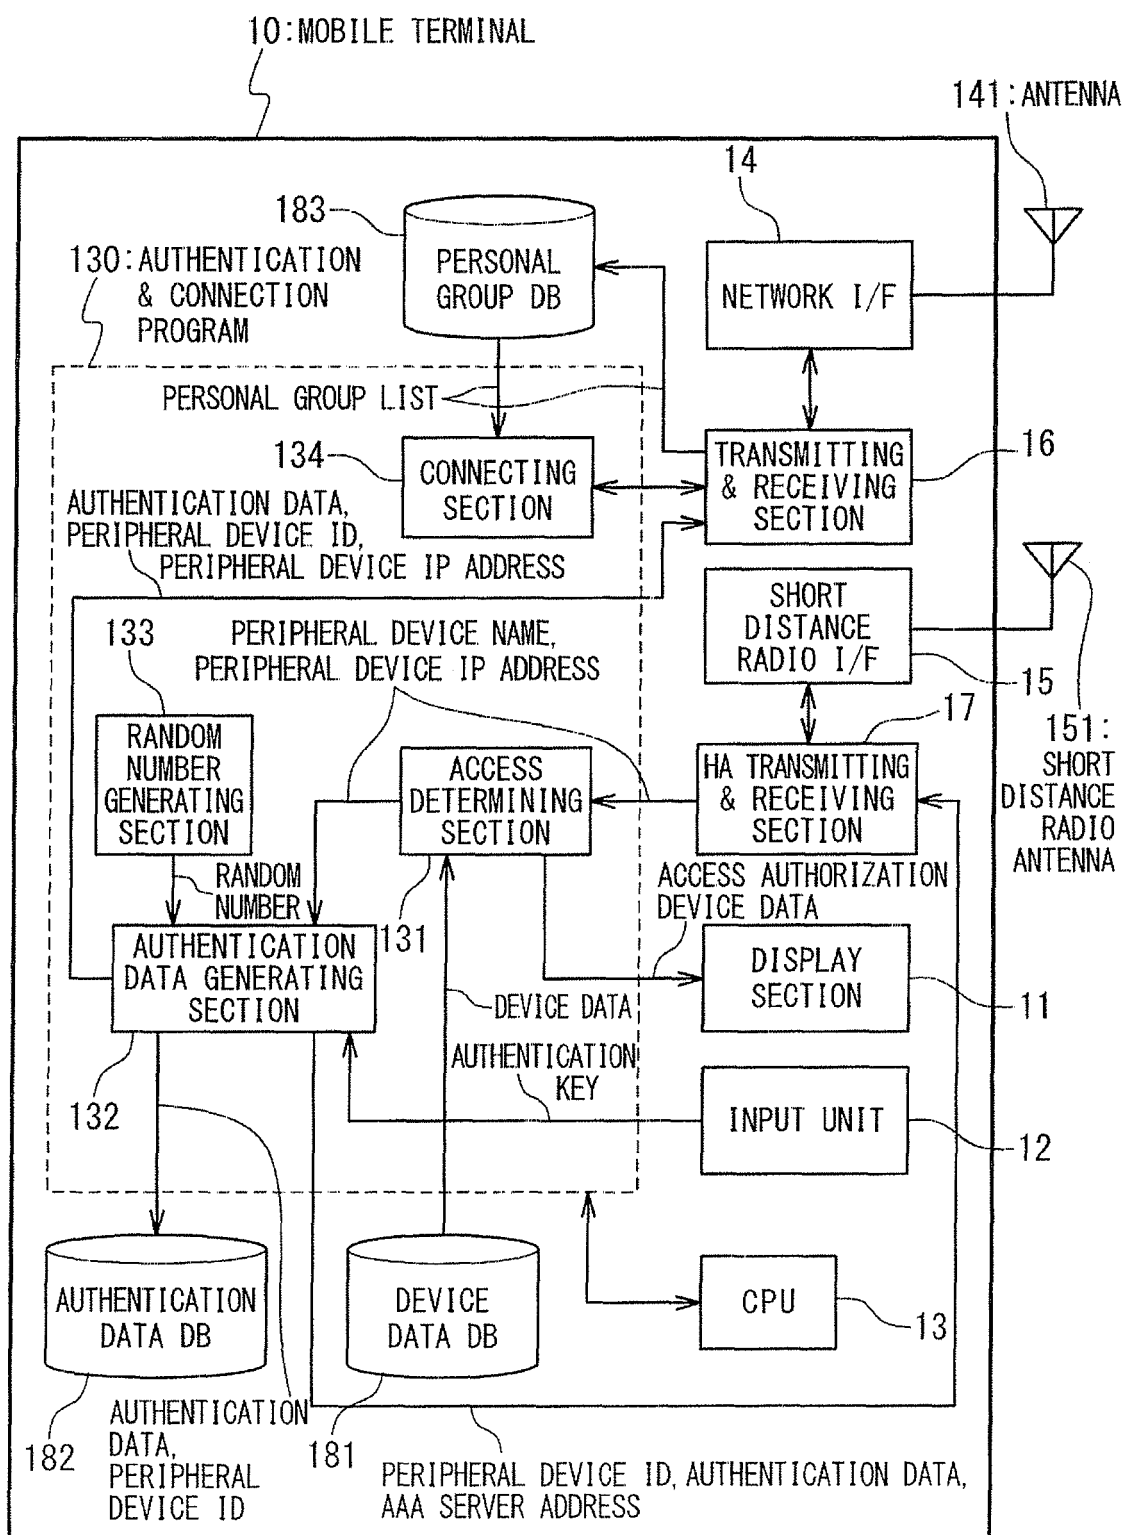 10:MOBILE TERMINAL
141:ANTENNA
14
183
130:AUTHENTICATION
& CONNECTION
PROGRAM
PERSONAL
GROUP DB
NETWORK I/F
PERSONAL GROUP LIST
134
CONNECTING
SECTION
TRANSMITTING
& RECEIVING
SECTION
16
AUTHENTICATION DATA,
PERIPHERAL DEVICE ID,
PERIPHERAL DEVICE IP ADDRESS
SHORT
DISTANCE
RADIO I/F
15
133
PERIPHERAL DEVICE NAME,
PERIPHERAL DEVICE IP ADDRESS
17
151:
SHORT
DISTANCE
RADIO
ANTENNA
RANDOM
NUMBER
GENERATING
SECTION
ACCESS
DETERMINING
SECTION
HA TRANSMITTING
& RECEIVING
SECTION
RANDOM
NUMBER
131
ACCESS AUTHORIZATION
DEVICE DATA
AUTHENTICATION
DATA GENERATING
SECTION
DISPLAY
SECTION
11
DEVICE DATA
132
AUTHENTICATION
KEY
INPUT UNIT
12
AUTHENTICATION
DATA DB
DEVICE
DATA DB
CPU
13
182
AUTHENTICATION
DATA,
PERIPHERAL
DEVICE ID
181
PERIPHERAL DEVICE ID, AUTHENTICATION DATA,
AAA SERVER ADDRESS